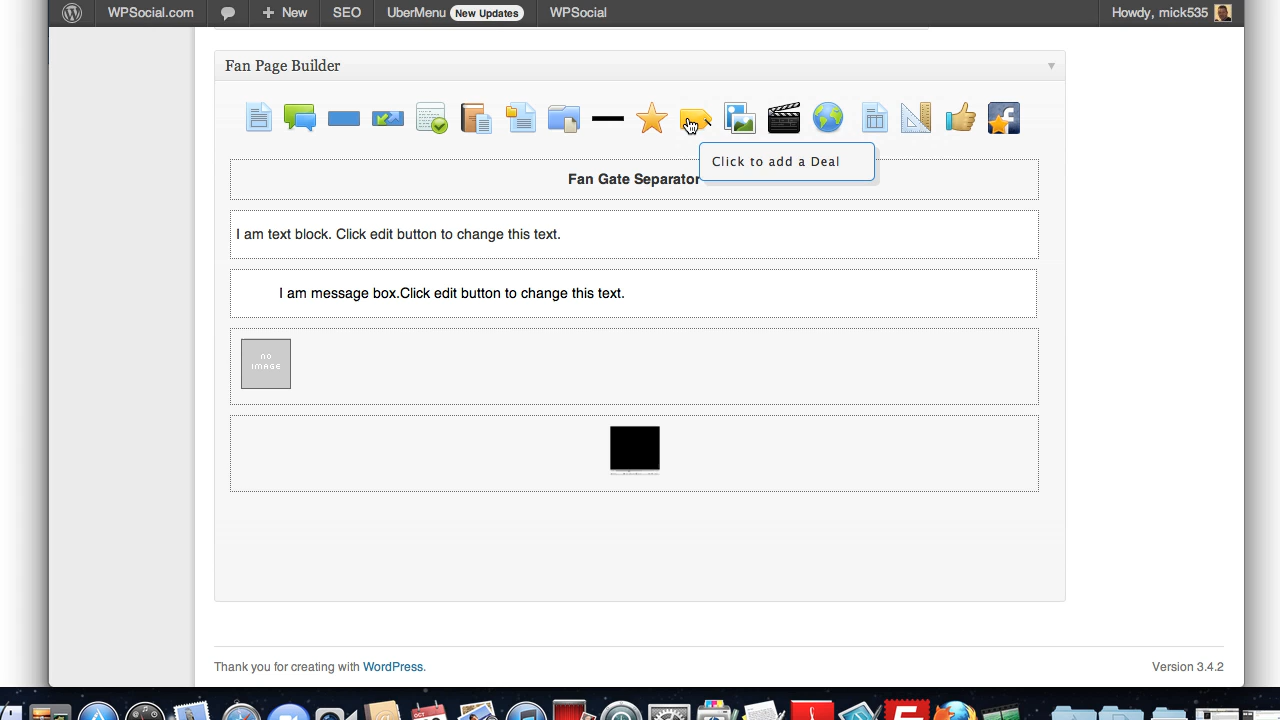 WPSocial.com
New
SEO
UberMenu New Updates
WPSocial
Howdy, mick535
Fan Page Builder
Click to add a Deal
Fan Gate Separator
I am text block. Click edit button to change this text.
I am message box.Click edit button to change this text.
NO
IMAGE
Thank you for creating with WordPress.
Version 3.4.2